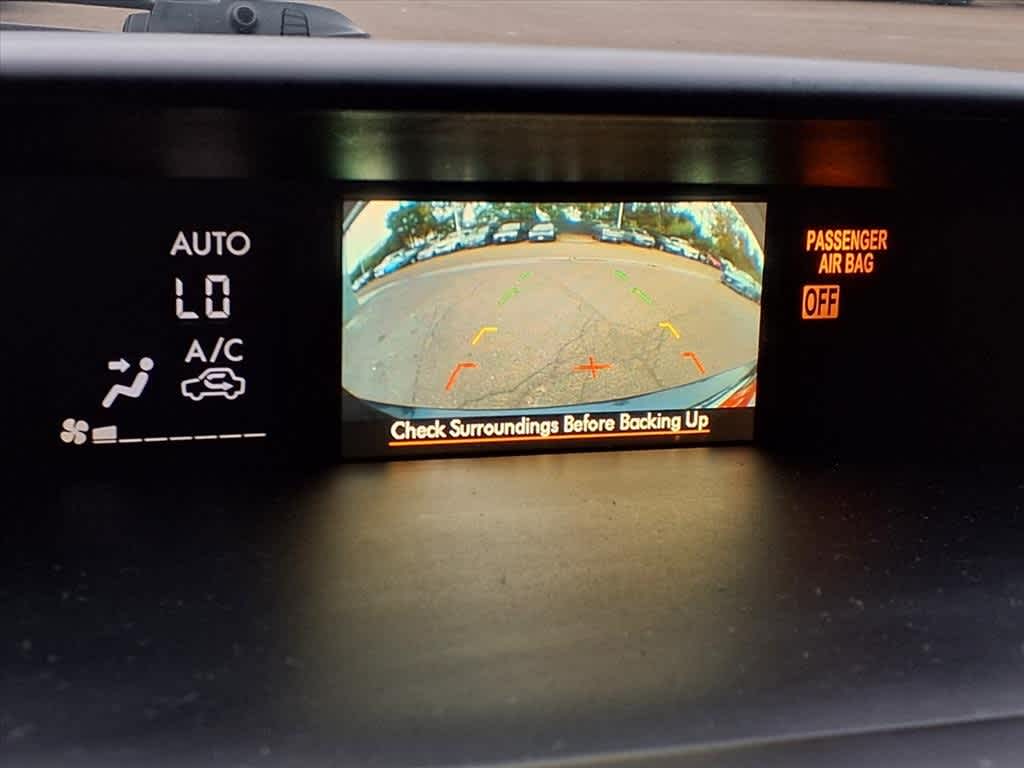 AUTO
LO
A/C
Check Surroundings Before Backing Up
PASSENGER
AIR BAG
OFF